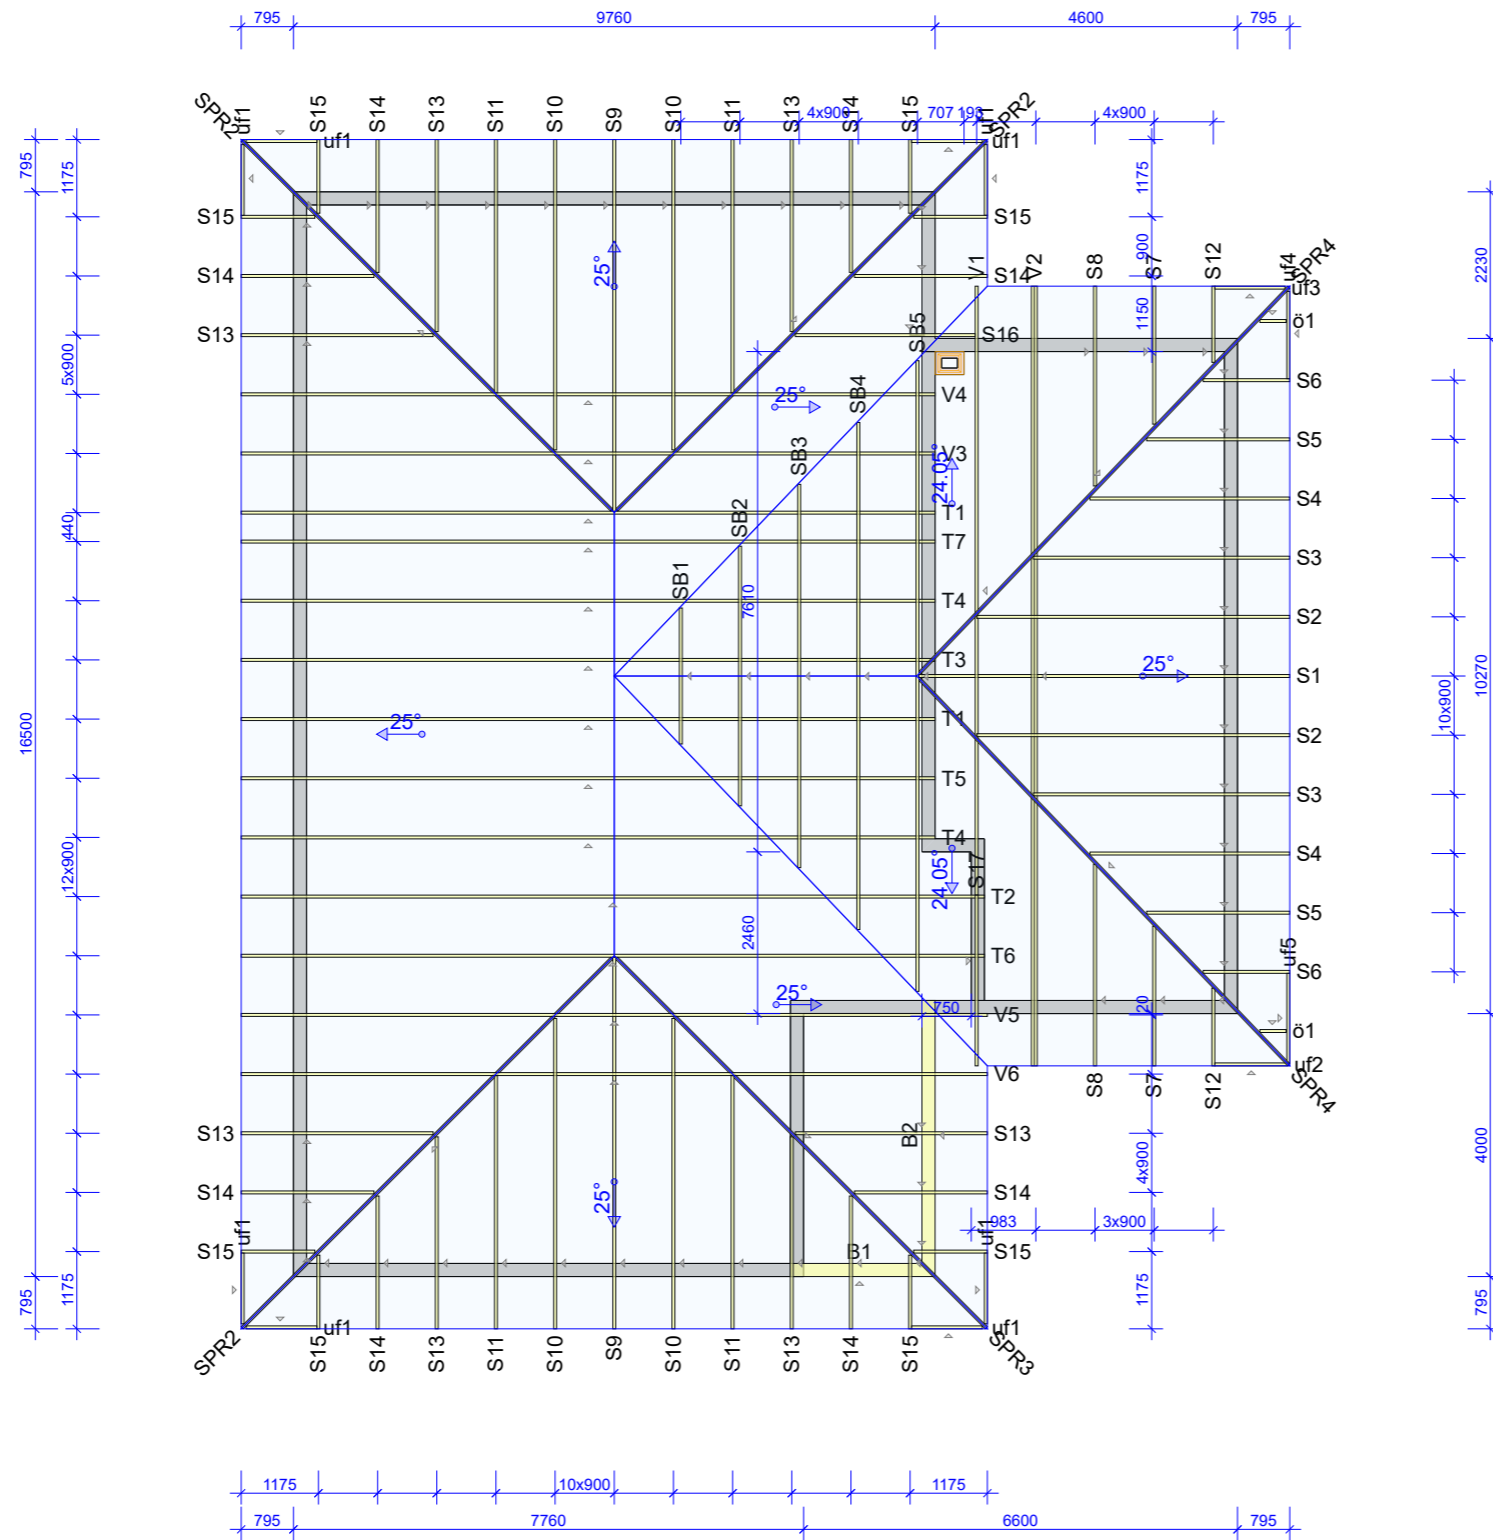 795 9760 4600 795
SPR2 uf1 S15 S14 S13 S11 S10 S9 S10 S11 S13 S14 S15 uf1 SPR2
4x900 707 193 4x900
uf1 uf1
795 1175 1175
S15 S15
900 2230
S14 25° S14 V1 V2 S8 S7 S12 uf4 SPR4
uf3
1150 ö1
S13 SB5 S16
5x900
S6
25° V4
SB4
S5
V3
24.05°
SB3
S4
440 T1
T7
SB2
S3
SB1 7610 T4
S2
T3
S1
25°
16500 10270
10x900
T1
25°
S2
T5
S3
T4
12x900 24.05° S17 S4
T2
S5
2460
T6 S6
uf5
25° 750 20
V5
ö1
uf2
V6 S8 S7 S12 SPR4
S13 B2 S13
4000
4x900
S14 25° S14
983 3x900
uf1 uf1
S15 B1 S15
795 1175 1175 795
uf1 uf1
SPR2 S15 S14 S13 S11 S10 S9 S10 S11 S13 S14 S15 SPR3
1175 10x900 1175
795 7760 6600 795